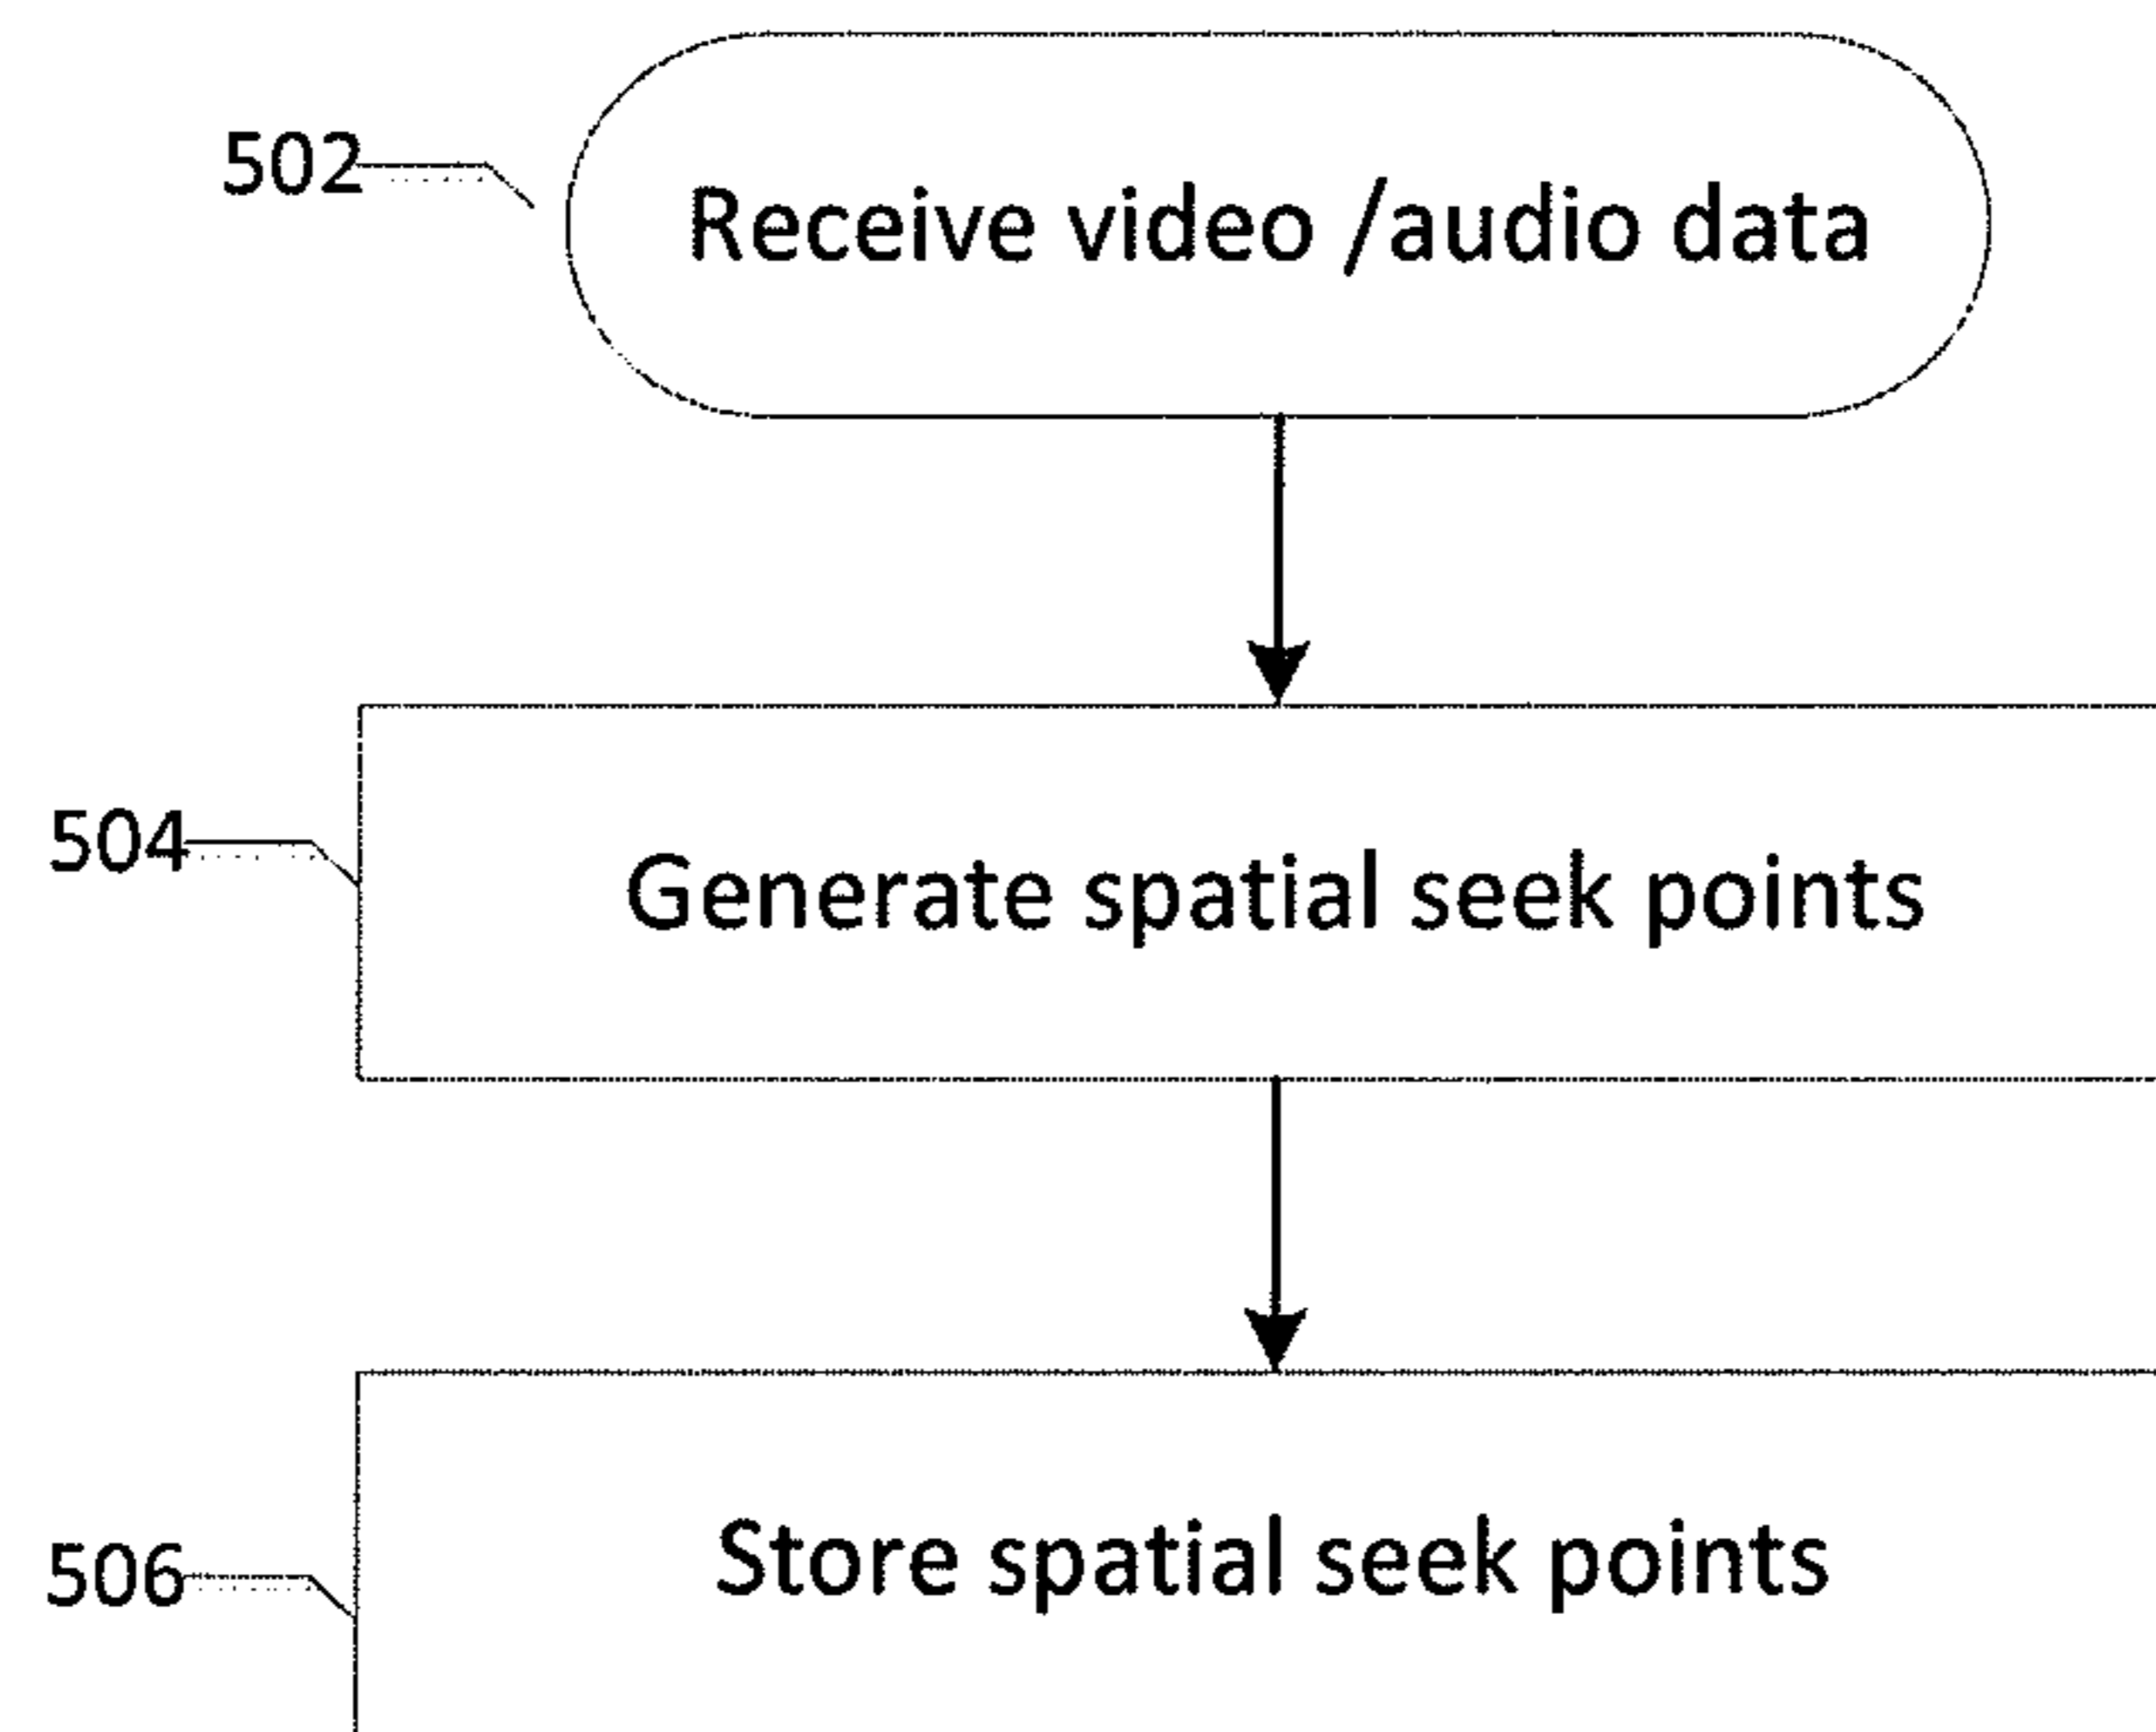 502
Receive video /audio data
504
Generate spatial seek points
506
Store spatial seek points